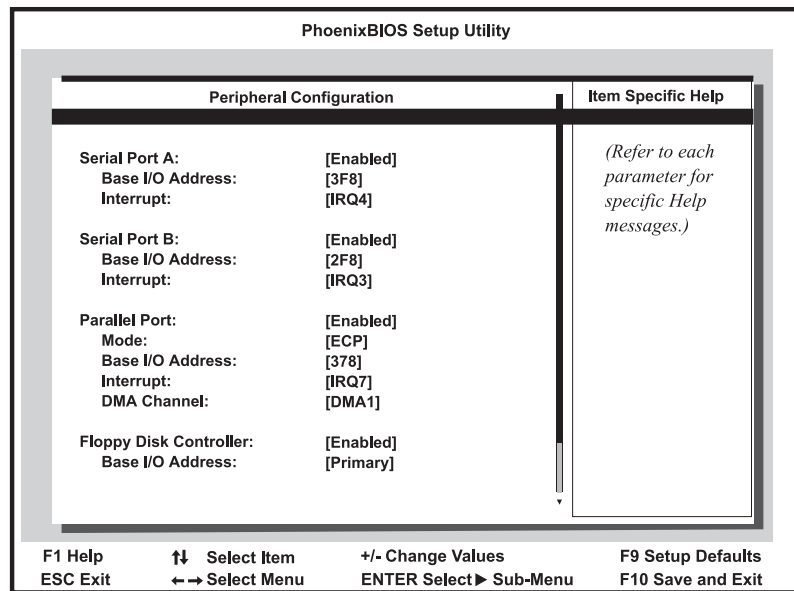 PhoenixBIOS Setup Utility
Peripheral Configuration
Item Specific Help
Serial Port A: [Enabled]
Base I/O Address: [3F8]
Interrupt: [IRQ4]
Serial Port B: [Enabled]
Base I/O Address: [2F8]
Interrupt: [IRQ3]
Parallel Port: [Enabled]
Mode: [ECP]
Base I/O Address: [378]
Interrupt: [IRQ7]
DMA Channel: [DMA1]
Floppy Disk Controller: [Enabled]
Base I/O Address: [Primary]
(Refer to each
parameter for
specific Help
messages.)
F1 Help ↑↓ Select Item +/- Change Values F9 Setup Defaults
ESC Exit ←→ Select Menu ENTER Select ▶ Sub-Menu F10 Save and Exit